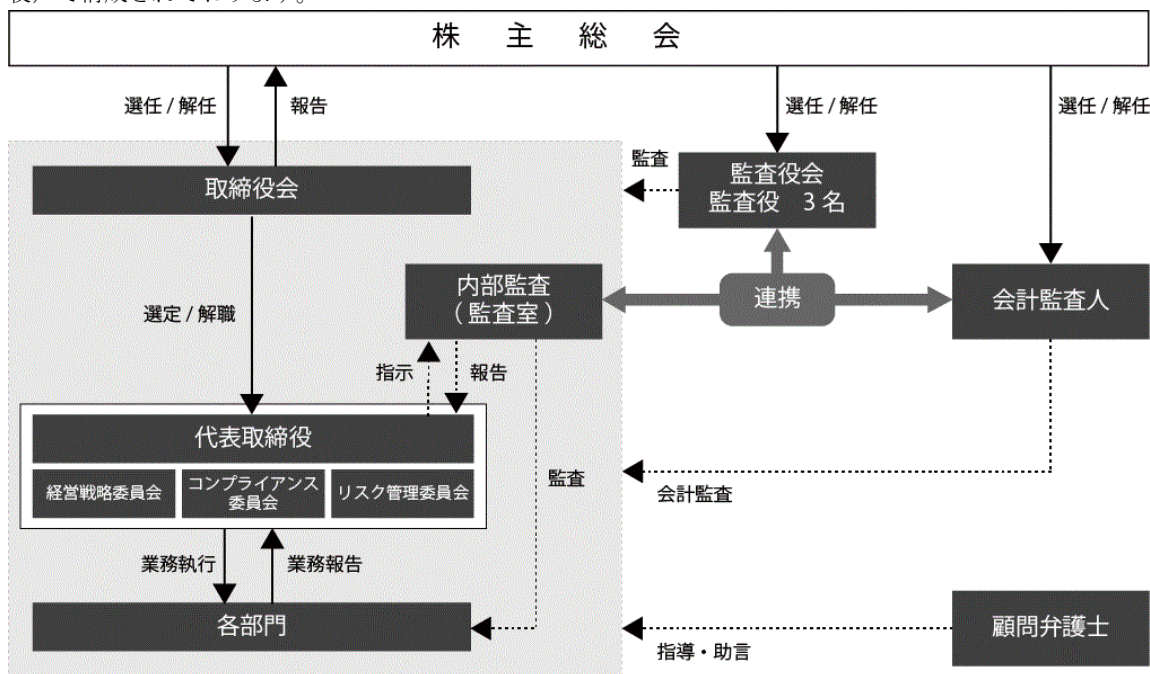 株 主 総 会
選任 / 解任
報告
選任 / 解任
選任 / 解任
取締役会
監査
監査役会
監査役 3 名
内部監査
( 監査室 )
連携
会計監査人
選定 / 解職
指示
報告
代表取締役
経営戦略委員会
コンプライアンス
委員会
リスク管理委員会
監査
会計監査
業務執行
業務報告
各部門
指導・助言
顧問弁護士